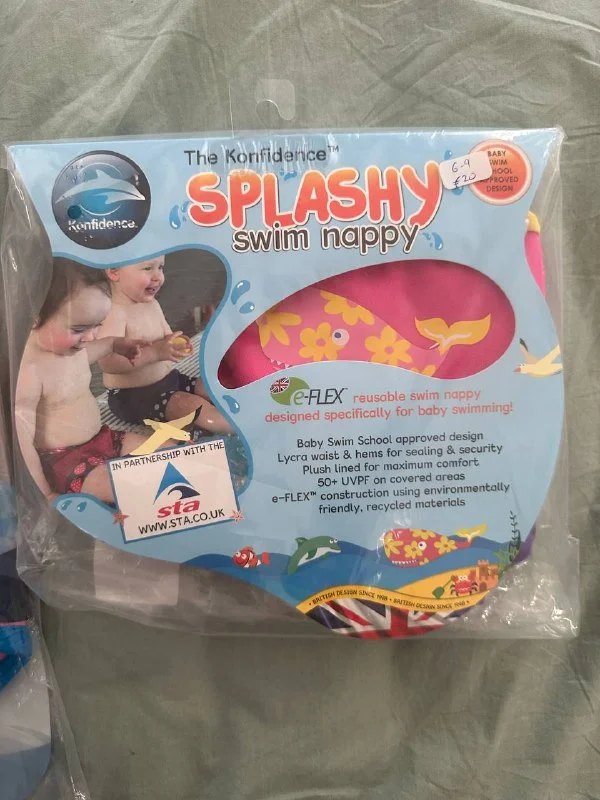 The Konfidence™
SPLASHY
swim nappy
Konfidence.
6-9
£20
BABY
SWIM
SCHOOL
APPROVED
DESIGN
e-FLEX™ reusable swim nappy
designed specifically for baby swimming!
Baby Swim School approved design
Lycra waist & hems for sealing & security
Plush lined for maximum comfort
50+ UVPF on covered areas
e-FLEX™ construction using environmentally
friendly, recycled materials
IN PARTNERSHIP WITH THE
sta
WWW.STA.CO.UK
• BRITISH DESIGN SINCE 1998 • BRITISH DESIGN SINCE 1998 •